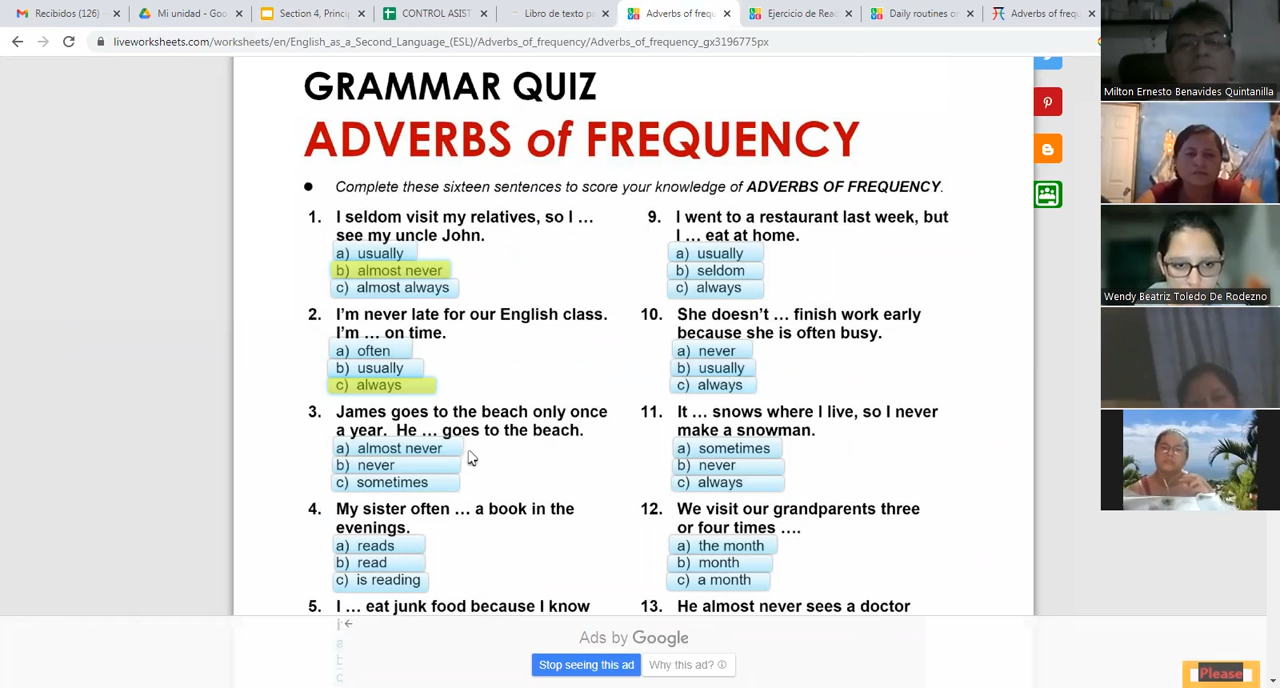 Recibidos (126)
Mi unidad - Goo
Section 4, Princi
CONTROL ASIST
Libro de texto pa
Adverbs of frequ
Ejercicio de Rea
Daily routines or
Adverbs of frequ
liveworksheets.com/worksheets/en/English_as_a_Second_Language_(ESL)/Adverbs_of_frequency/Adverbs_of_frequency_gx3196775px
GRAMMAR QUIZ
ADVERBS of FREQUENCY
● Complete these sixteen sentences to score your knowledge of ADVERBS OF FREQUENCY.
1. I seldom visit my relatives, so I …
see my uncle John.
a) usually
b) almost never
c) almost always
2. I'm never late for our English class.
I'm … on time.
a) often
b) usually
c) always
3. James goes to the beach only once
a year. He … goes to the beach.
a) almost never
b) never
c) sometimes
4. My sister often … a book in the
evenings.
a) reads
b) read
c) is reading
5. I … eat junk food because I know
9. I went to a restaurant last week, but
I … eat at home.
a) usually
b) seldom
c) always
10. She doesn't … finish work early
because she is often busy.
a) never
b) usually
c) always
11. It … snows where I live, so I never
make a snowman.
a) sometimes
b) never
c) always
12. We visit our grandparents three
or four times ….
a) the month
b) month
c) a month
13. He almost never sees a doctor
Ads by Google
Stop seeing this ad
Why this ad?
Milton Ernesto Benavides Quintanilla
Wendy Beatriz Toledo De Rodezno
Please